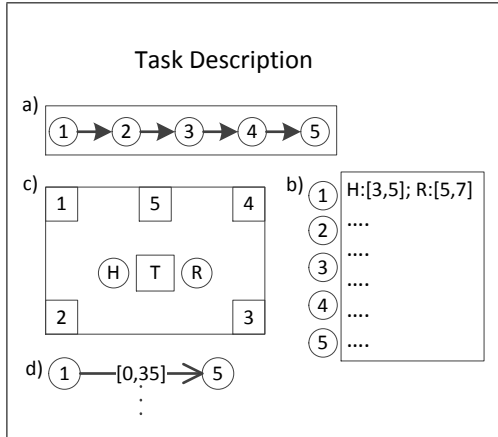 Task Description
a)
1 2 3 4 5
c)
1 5 4
H T R
2 3
b)
1 H:[3,5]; R:[5,7]
2 ....
3 ....
4 ....
5 ....
d) 1 [0,35] 5